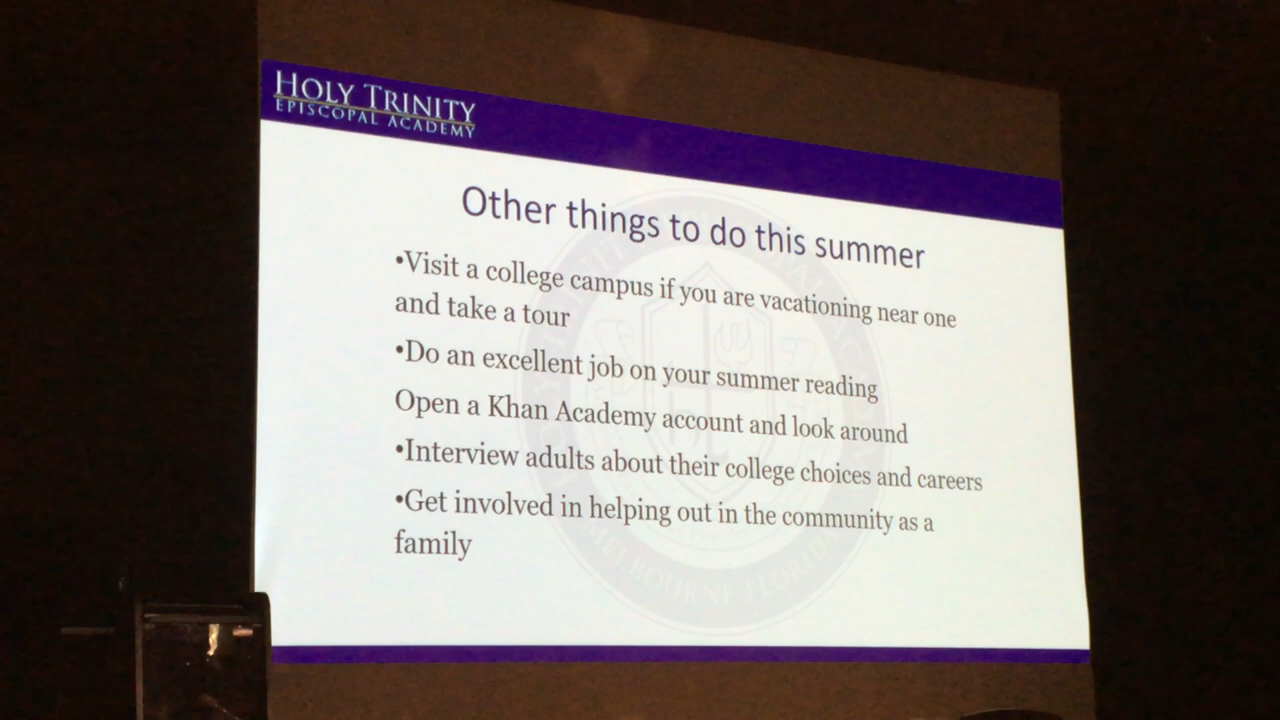 HOLY TRINITY
EPISCOPAL ACADEMY
Other things to do this summer
•Visit a college campus if you are vacationing near one
and take a tour
•Do an excellent job on your summer reading
Open a Khan Academy account and look around
•Interview adults about their college choices and careers
•Get involved in helping out in the community as a
family
MELBOURNE FLORIDA